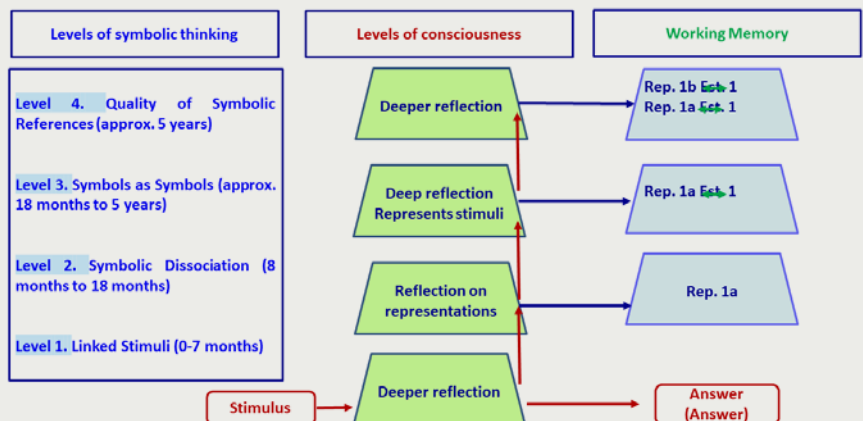 Levels of symbolic thinking
Levels of consciousness
Working Memory
Level 4. Quality of Symbolic
References (approx. 5 years)
Level 3. Symbols as Symbols (approx.
18 months to 5 years)
Level 2. Symbolic Dissociation (8
months to 18 months)
Level 1. Linked Stimuli (0-7 months)
Deeper reflection
Rep. 1b Est. 1
Rep. 1a Est. 1
Deep reflection
Represents stimuli
Rep. 1a Est. 1
Reflection on
representations
Rep. 1a
Stimulus
Deeper reflection
Answer
(Answer)